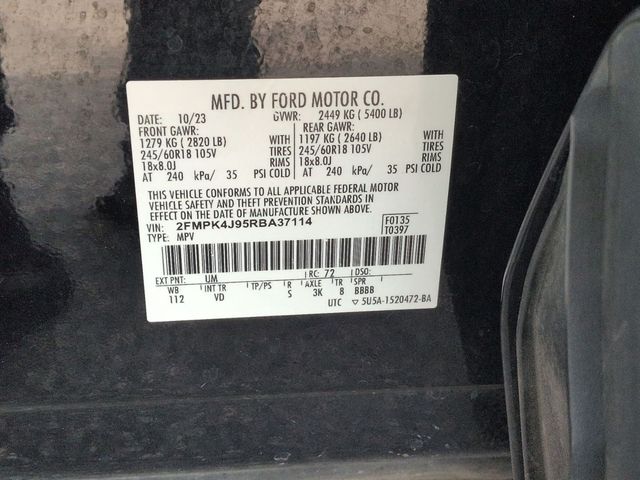 MFD. BY FORD MOTOR CO.
DATE: 10/23 GVWR: 2449 KG ( 5400 LB)
FRONT GAWR: REAR GAWR:
1279 KG ( 2820 LB) WITH 1197 KG ( 2640 LB) WITH
245/60R18 105V TIRES 245/60R18 105V TIRES
18x8.0J RIMS 18x8.0J RIMS
AT 240 kPa/ 35 PSI COLD AT 240 kPa/ 35 PSI COLD
THIS VEHICLE CONFORMS TO ALL APPLICABLE FEDERAL MOTOR
VEHICLE SAFETY AND THEFT PREVENTION STANDARDS IN
EFFECT ON THE DATE OF MANUFACTURE SHOWN ABOVE.
VIN: 2FMPK4J95RBA37114 F0135
TYPE: MPV T0397
EXT PNT: UM RC: 72 DSO:
WB INT TR TP/PS R AXLE TR SPR
112 VD S 3K 8 BBBB
UTC ▽ 5U5A-1520472-BA